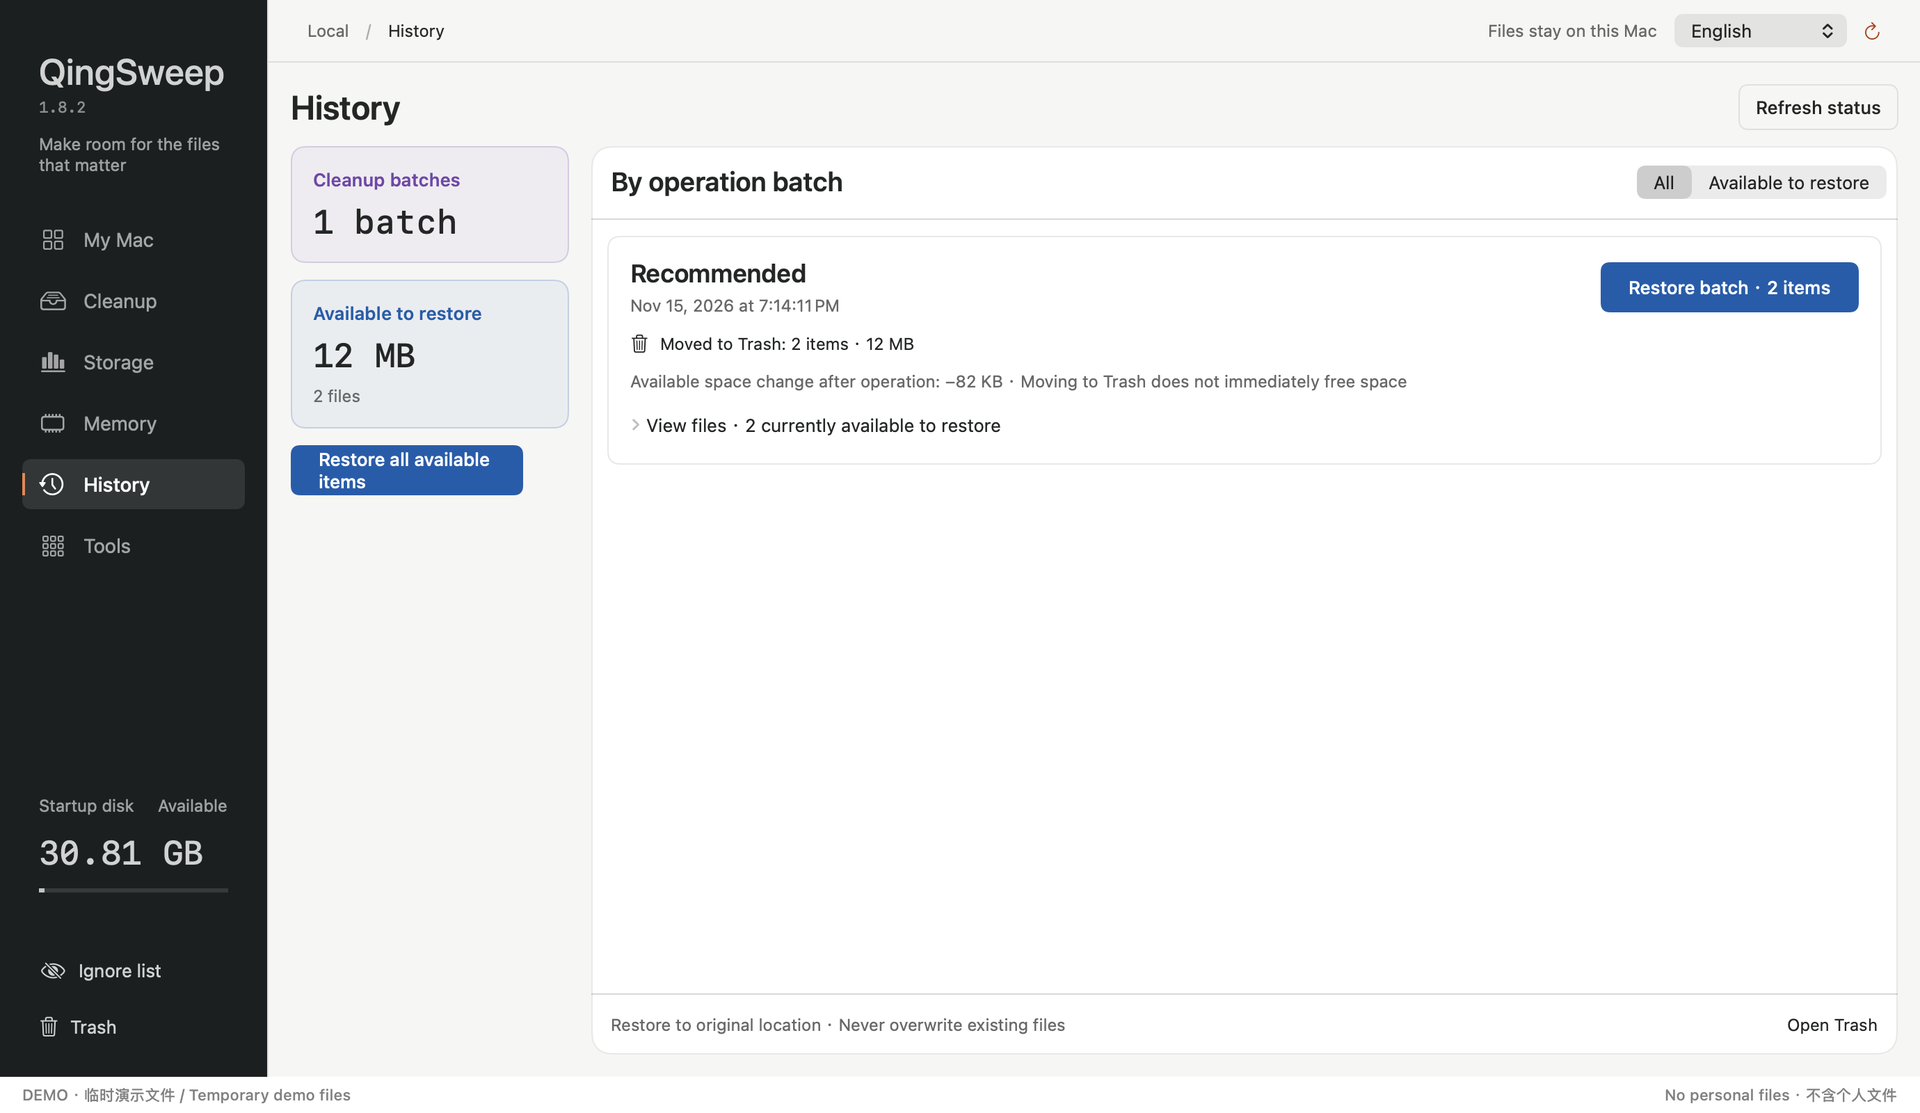 QingSweep
1.8.2
Make room for the files
that matter
My Mac
Cleanup
Storage
Memory
History
Tools
Startup disk Available
30.81 GB
Ignore list
Trash
Local / History
Files stay on this Mac
English
History
Refresh status
Cleanup batches
1 batch
Available to restore
12 MB
2 files
Restore all available
items
By operation batch
All
Available to restore
Recommended
Nov 15, 2026 at 7:14:11 PM
Moved to Trash: 2 items · 12 MB
Available space change after operation: −82 KB · Moving to Trash does not immediately free space
View files · 2 currently available to restore
Restore batch · 2 items
Restore to original location · Never overwrite existing files
Open Trash
DEMO · 临时演示文件 / Temporary demo files
No personal files · 不含个人文件